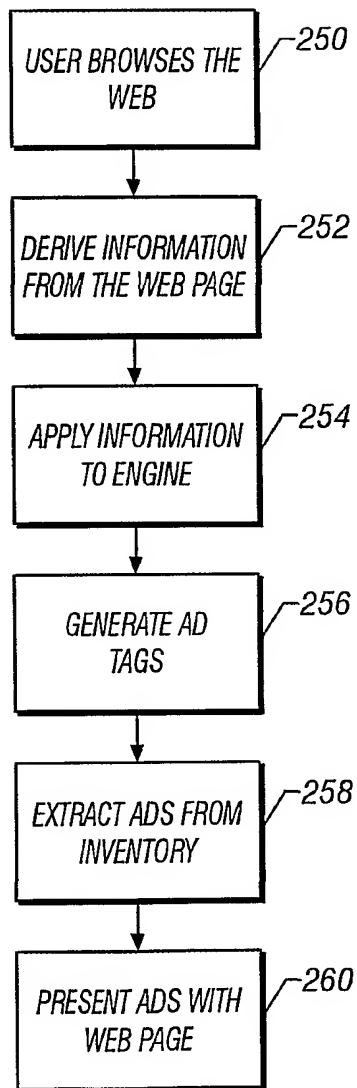 USER BROWSES THE
WEB
250
DERIVE INFORMATION
FROM THE WEB PAGE
252
APPLY INFORMATION
TO ENGINE
254
GENERATE AD
TAGS
256
EXTRACT ADS FROM
INVENTORY
258
PRESENT ADS WITH
WEB PAGE
260